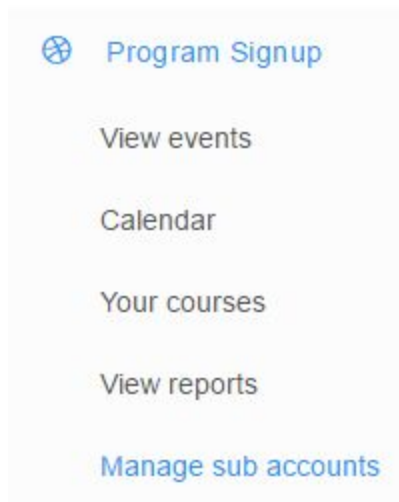 Program Signup
View events
Calendar
Your courses
View reports
Manage sub accounts